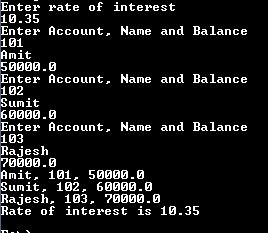 Enter rate of interest
10.35
Enter Account, Name and Balance
101
Amit
50000.0
Enter Account, Name and Balance
102
Sumit
60000.0
Enter Account, Name and Balance
103
Rajesh
70000.0
Amit, 101, 50000.0
Sumit, 102, 60000.0
Rajesh, 103, 70000.0
Rate of interest is 10.35